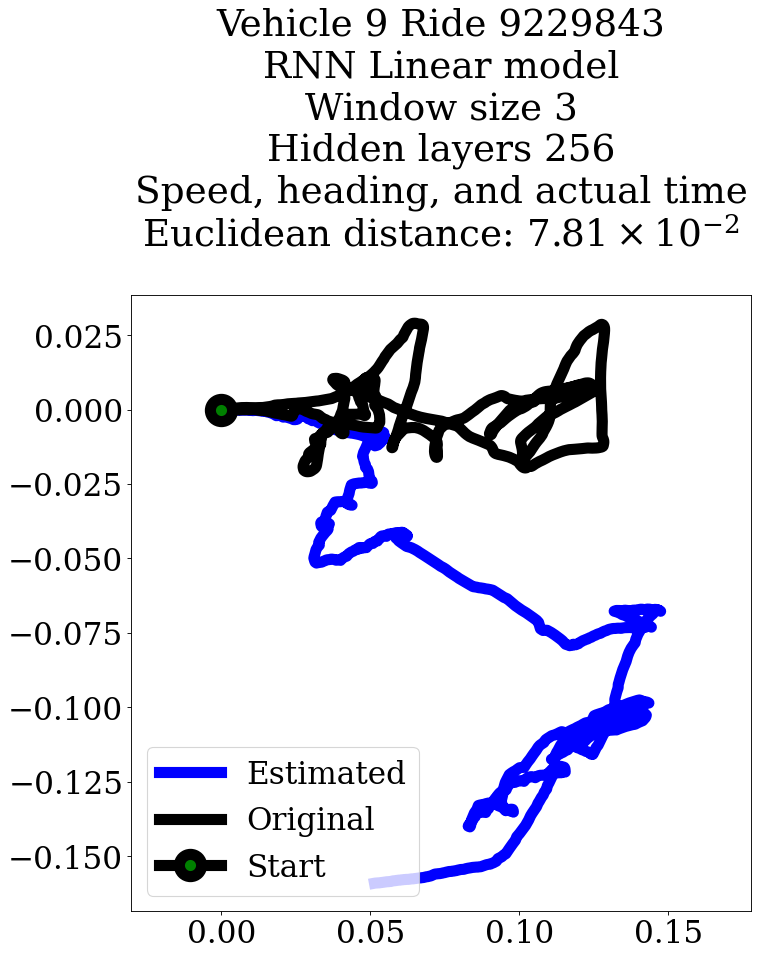 Vehicle 9 Ride 9229843
RNN Linear model
Window size 3
Hidden layers 256
Speed, heading, and actual time
Euclidean distance: 7.81 × 10⁻²
0.025
0.000
−0.025
−0.050
−0.075
−0.100
−0.125
−0.150
Estimated
Original
Start
0.00 0.05 0.10 0.15